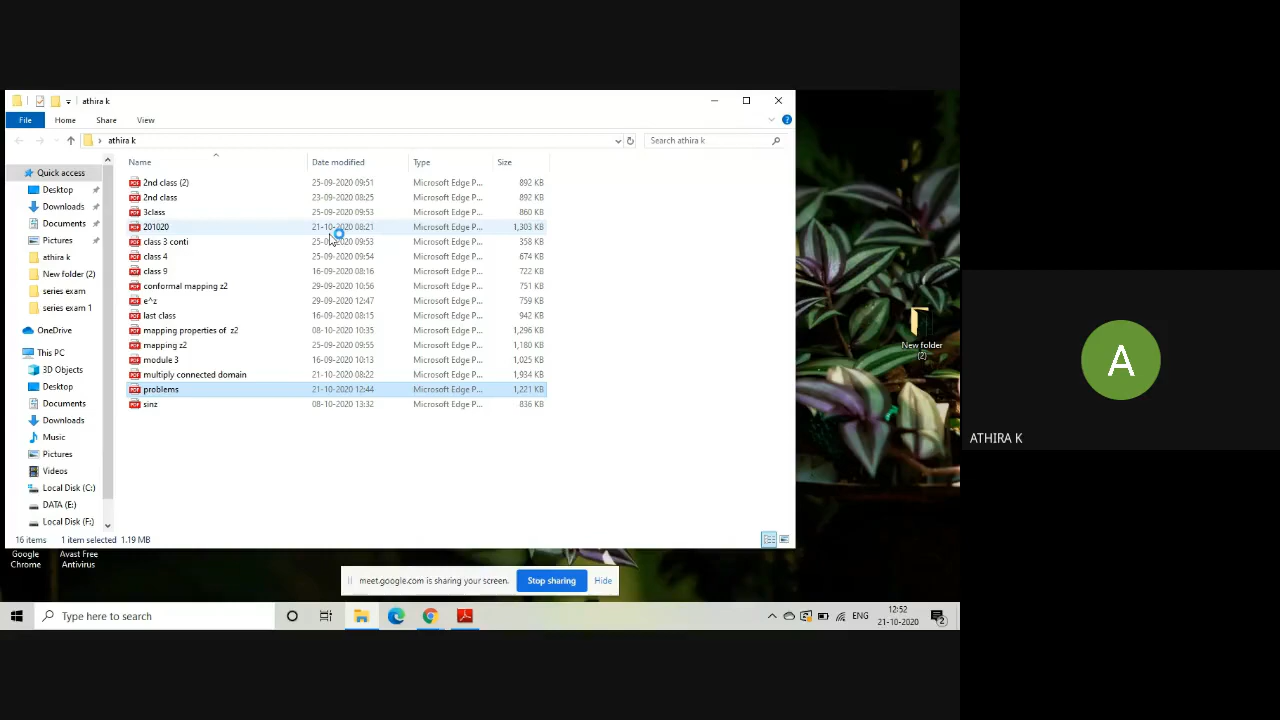 athira k
File Home Share View
athira k
Search athira k
Name Date modified Type Size
Quick access
Desktop
Downloads
Documents
Pictures
athira k
New folder (2)
series exam
series exam 1
OneDrive
This PC
3D Objects
Desktop
Documents
Downloads
Music
Pictures
Videos
Local Disk (C:)
DATA (E:)
Local Disk (F:)
2nd class (2) 25-09-2020 09:51 Microsoft Edge P... 892 KB
2nd class 23-09-2020 08:25 Microsoft Edge P... 892 KB
3class 25-09-2020 09:53 Microsoft Edge P... 860 KB
201020 21-10-2020 08:21 Microsoft Edge P... 1,303 KB
class 3 conti 25-09-2020 09:53 Microsoft Edge P... 358 KB
class 4 25-09-2020 09:54 Microsoft Edge P... 674 KB
class 9 16-09-2020 08:16 Microsoft Edge P... 722 KB
conformal mapping z2 29-09-2020 10:56 Microsoft Edge P... 751 KB
e^z 29-09-2020 12:47 Microsoft Edge P... 759 KB
last class 16-09-2020 08:15 Microsoft Edge P... 942 KB
mapping properties of z2 08-10-2020 10:35 Microsoft Edge P... 1,296 KB
mapping z2 25-09-2020 09:55 Microsoft Edge P... 1,180 KB
module 3 16-09-2020 10:13 Microsoft Edge P... 1,025 KB
multiply connected domain 21-10-2020 08:22 Microsoft Edge P... 1,934 KB
problems 21-10-2020 12:44 Microsoft Edge P... 1,221 KB
sinz 08-10-2020 13:32 Microsoft Edge P... 836 KB
16 items 1 item selected 1.19 MB
New folder
(2)
Google
Chrome
Avast Free
Antivirus
meet.google.com is sharing your screen. Stop sharing Hide
Type here to search
ENG
12:52
21-10-2020
2
A
ATHIRA K